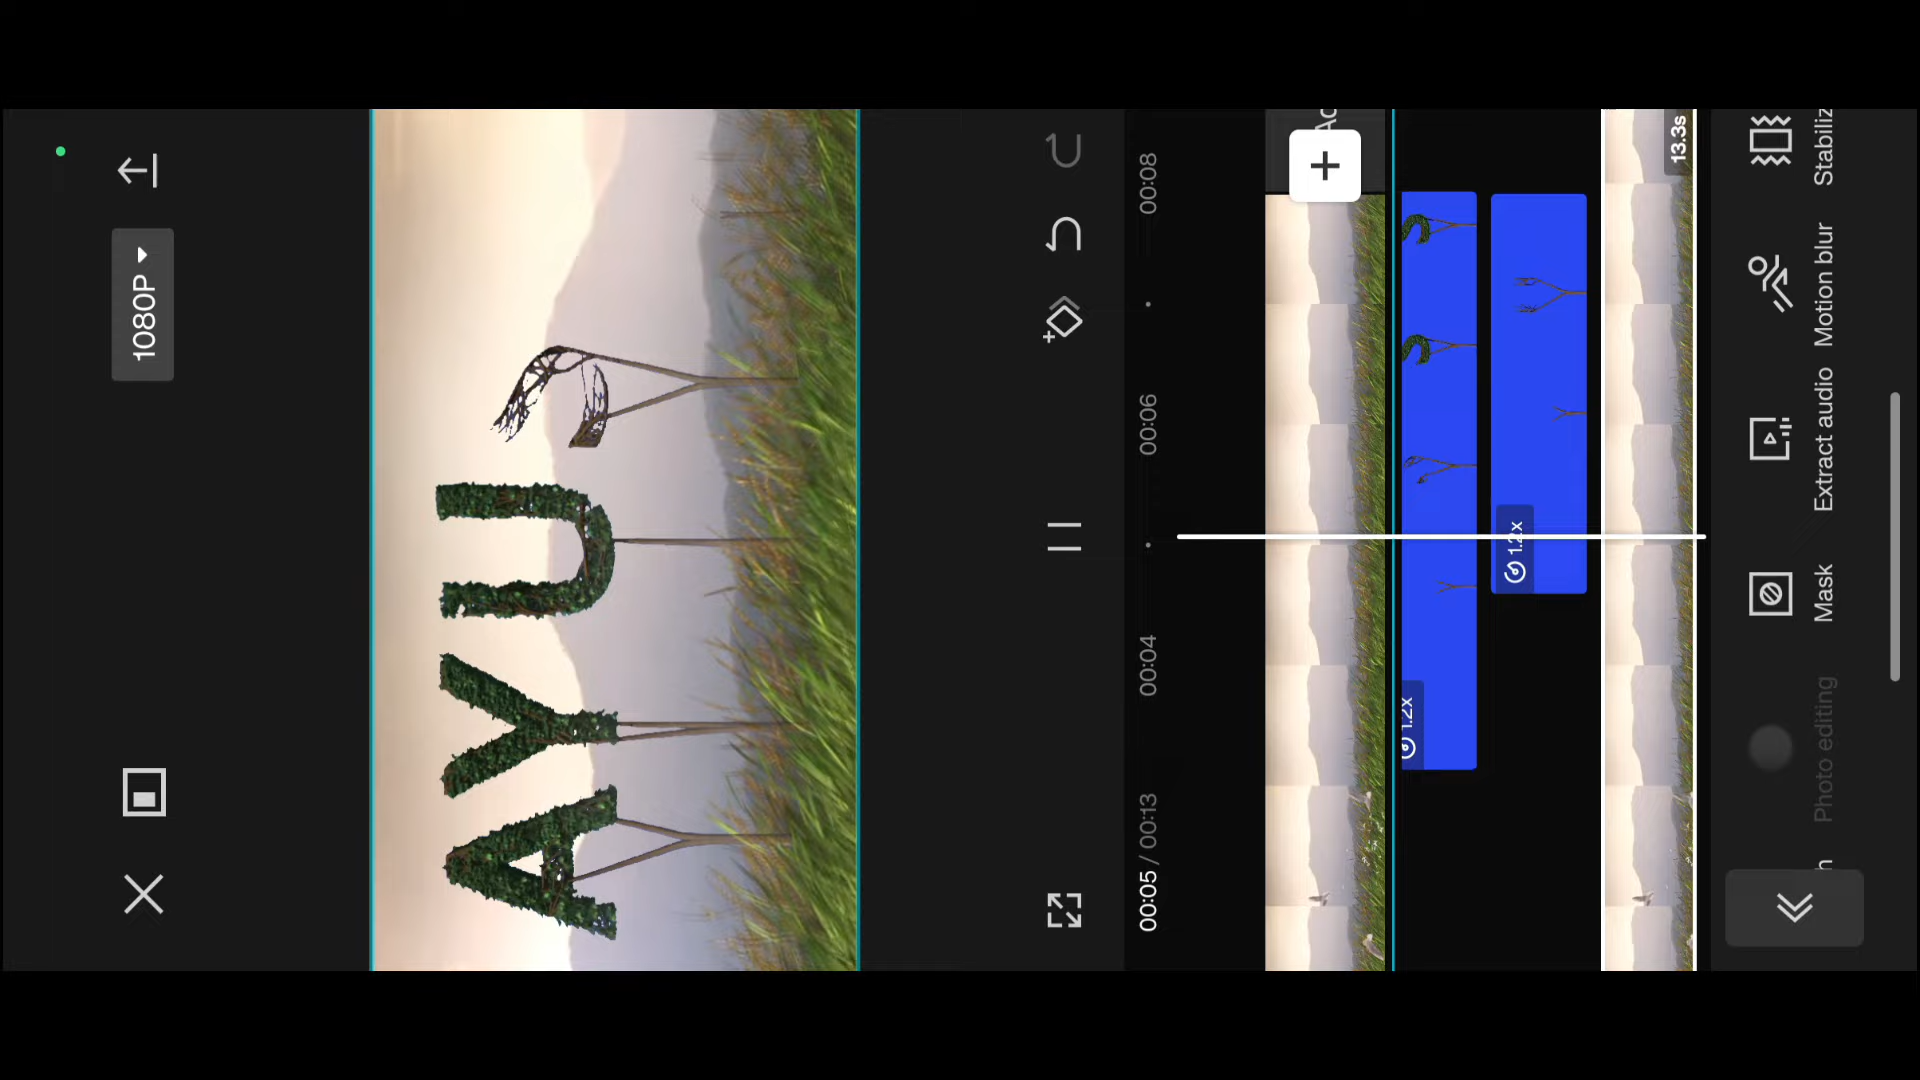 1080P
AYU
00:05 / 00:13
00:04
00:06
00:08
1.2x
1.2x
13.3s
Photo editing
Mask
Extract audio
Motion blur